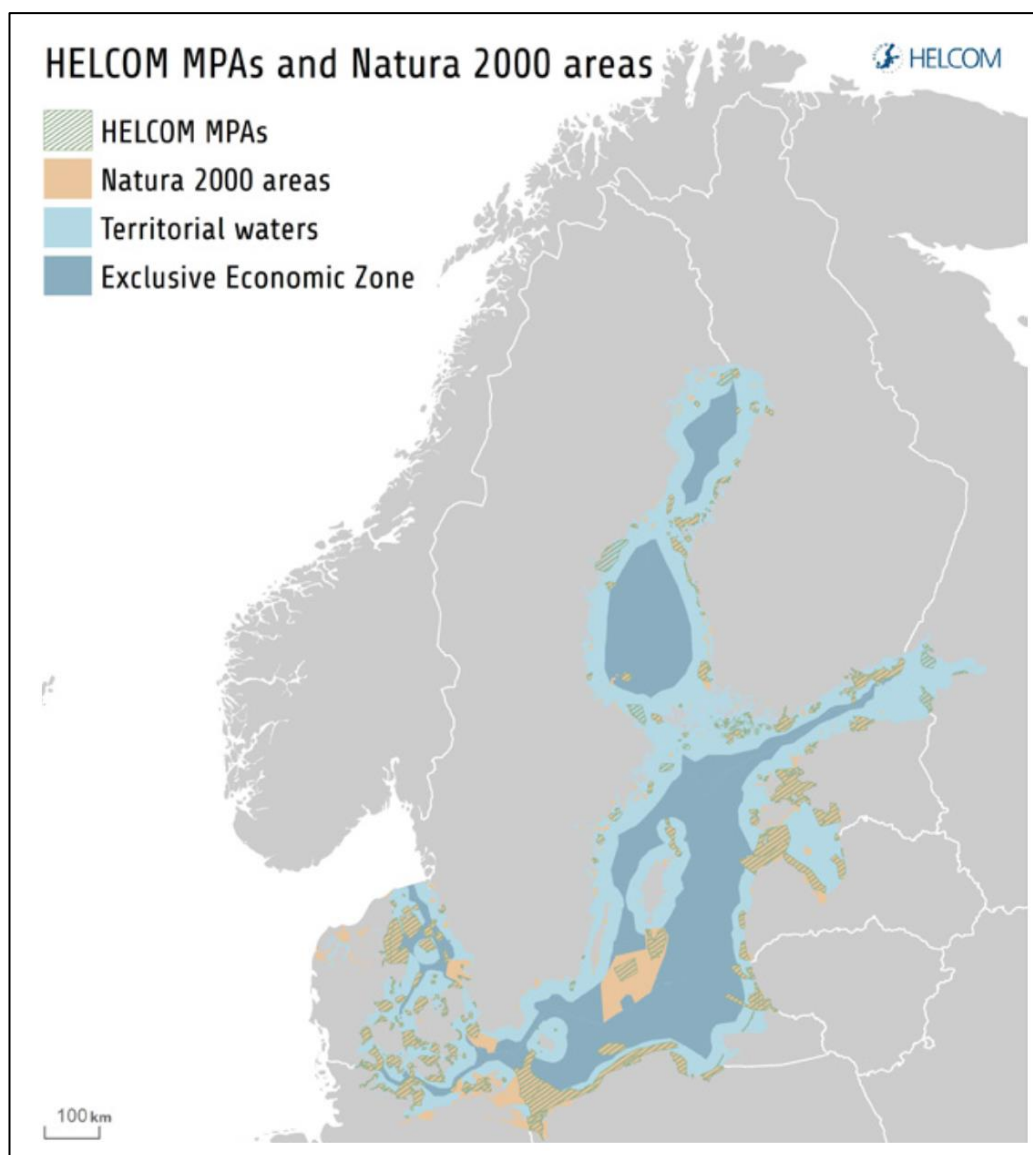 HELCOM MPAs and Natura 2000 areas
HELCOM
HELCOM MPAs
Natura 2000 areas
Territorial waters
Exclusive Economic Zone
100 km